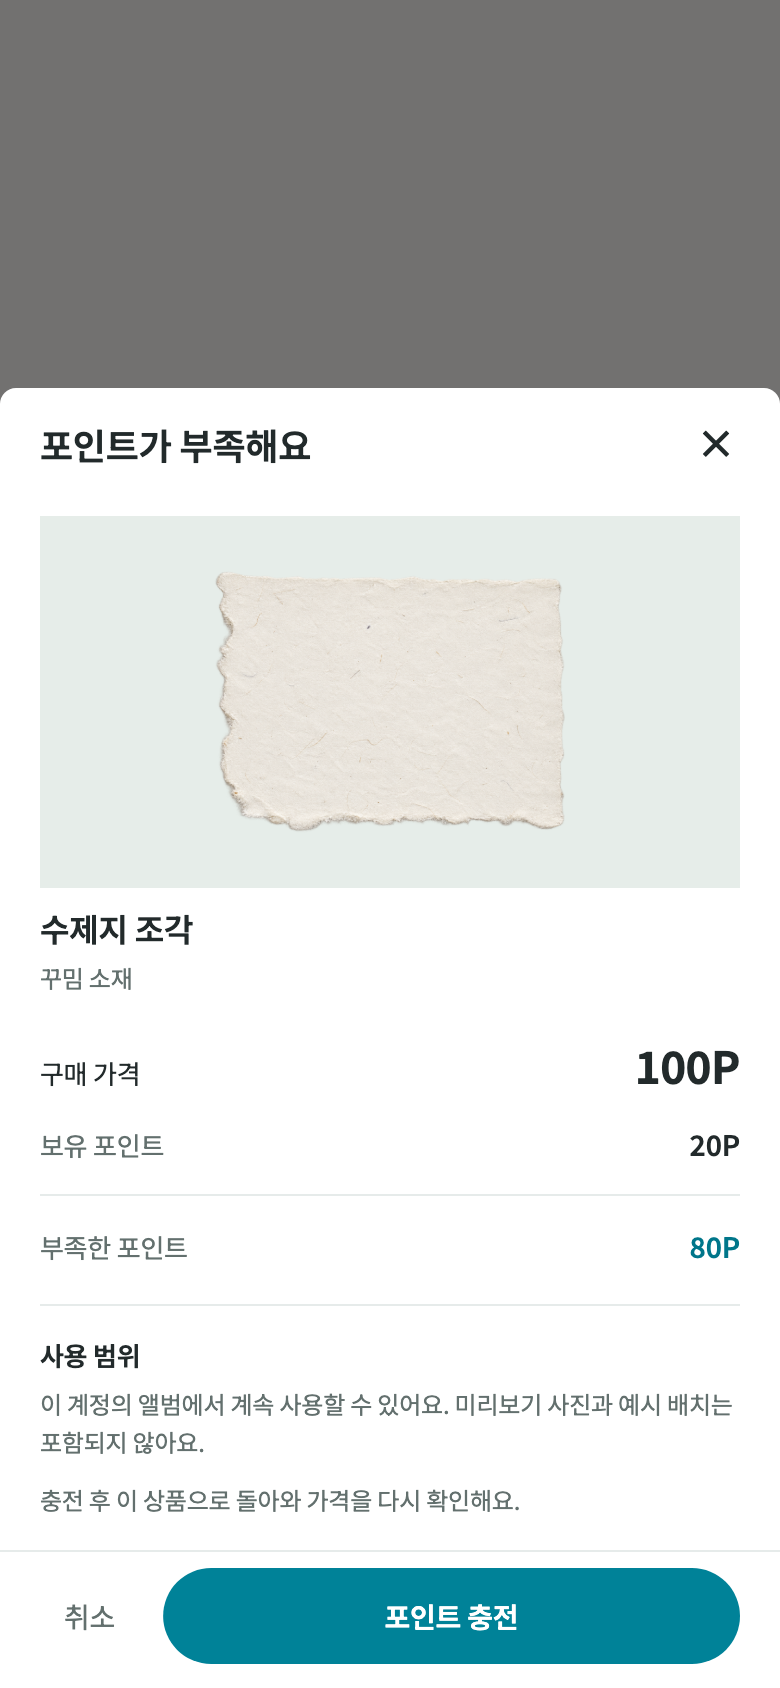 포인트가 부족해요
수제지 조각
꾸밈 소재
구매 가격 100P
보유 포인트 20P
부족한 포인트 80P
사용 범위
이 계정의 앨범에서 계속 사용할 수 있어요. 미리보기 사진과 예시 배치는
포함되지 않아요.
충전 후 이 상품으로 돌아와 가격을 다시 확인해요.
취소 포인트 충전